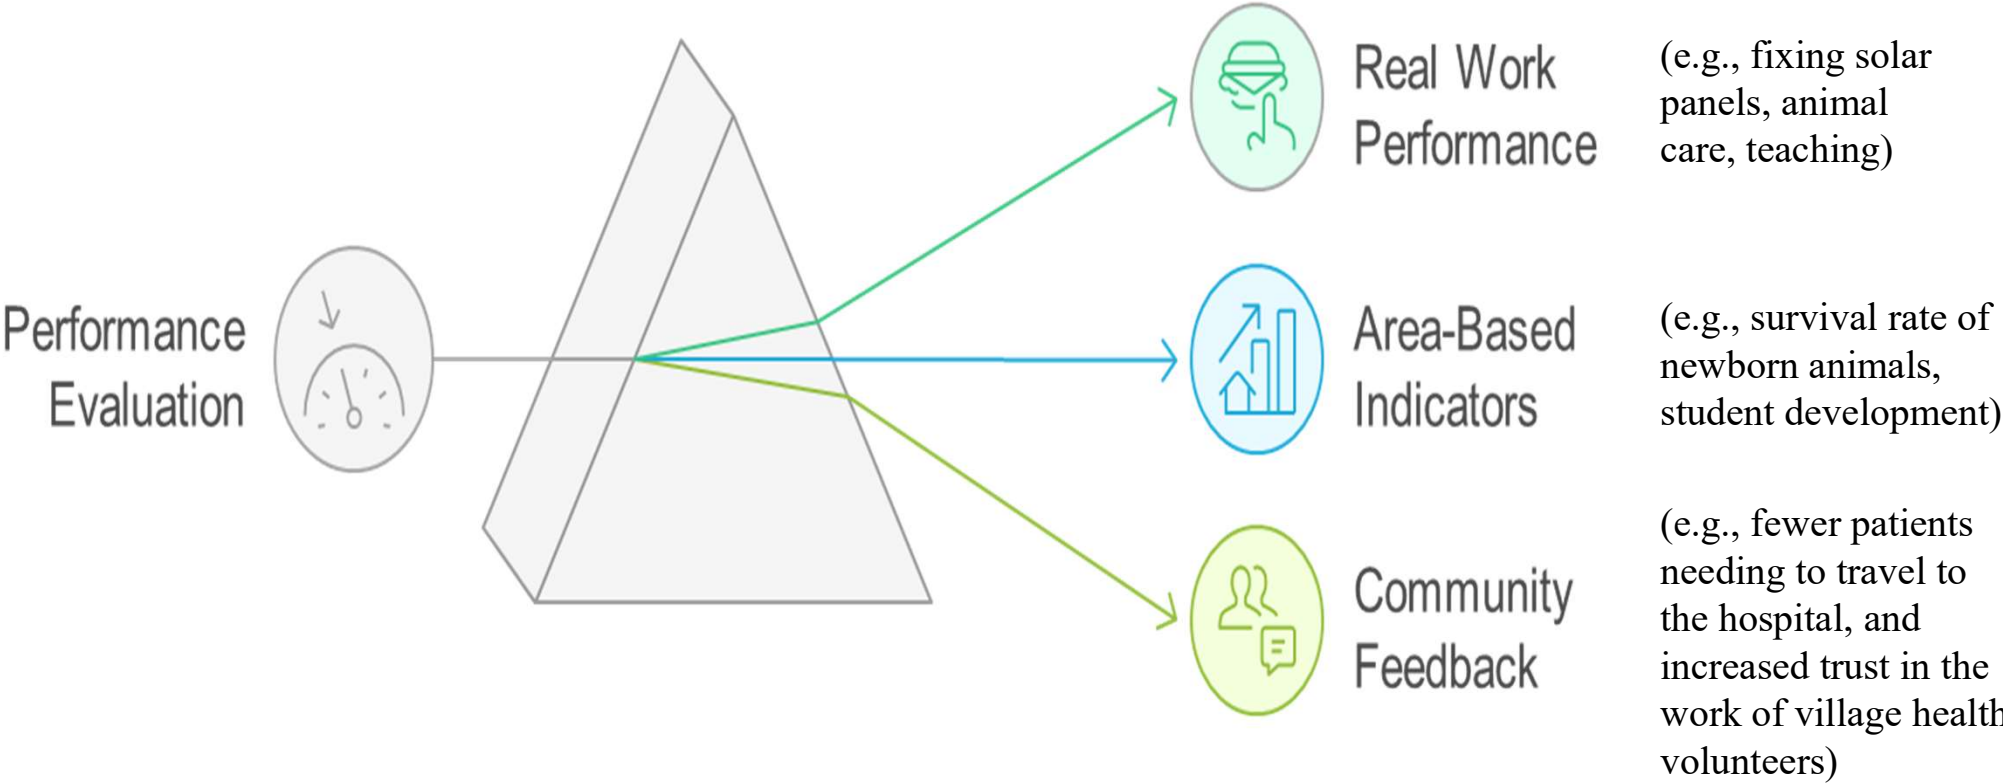 Performance
Evaluation
Real Work
Performance
(e.g., fixing solar
panels, animal
care, teaching)
Area-Based
Indicators
(e.g., survival rate of
newborn animals,
student development)
Community
Feedback
(e.g., fewer patients
needing to travel to
the hospital, and
increased trust in the
work of village health
volunteers)